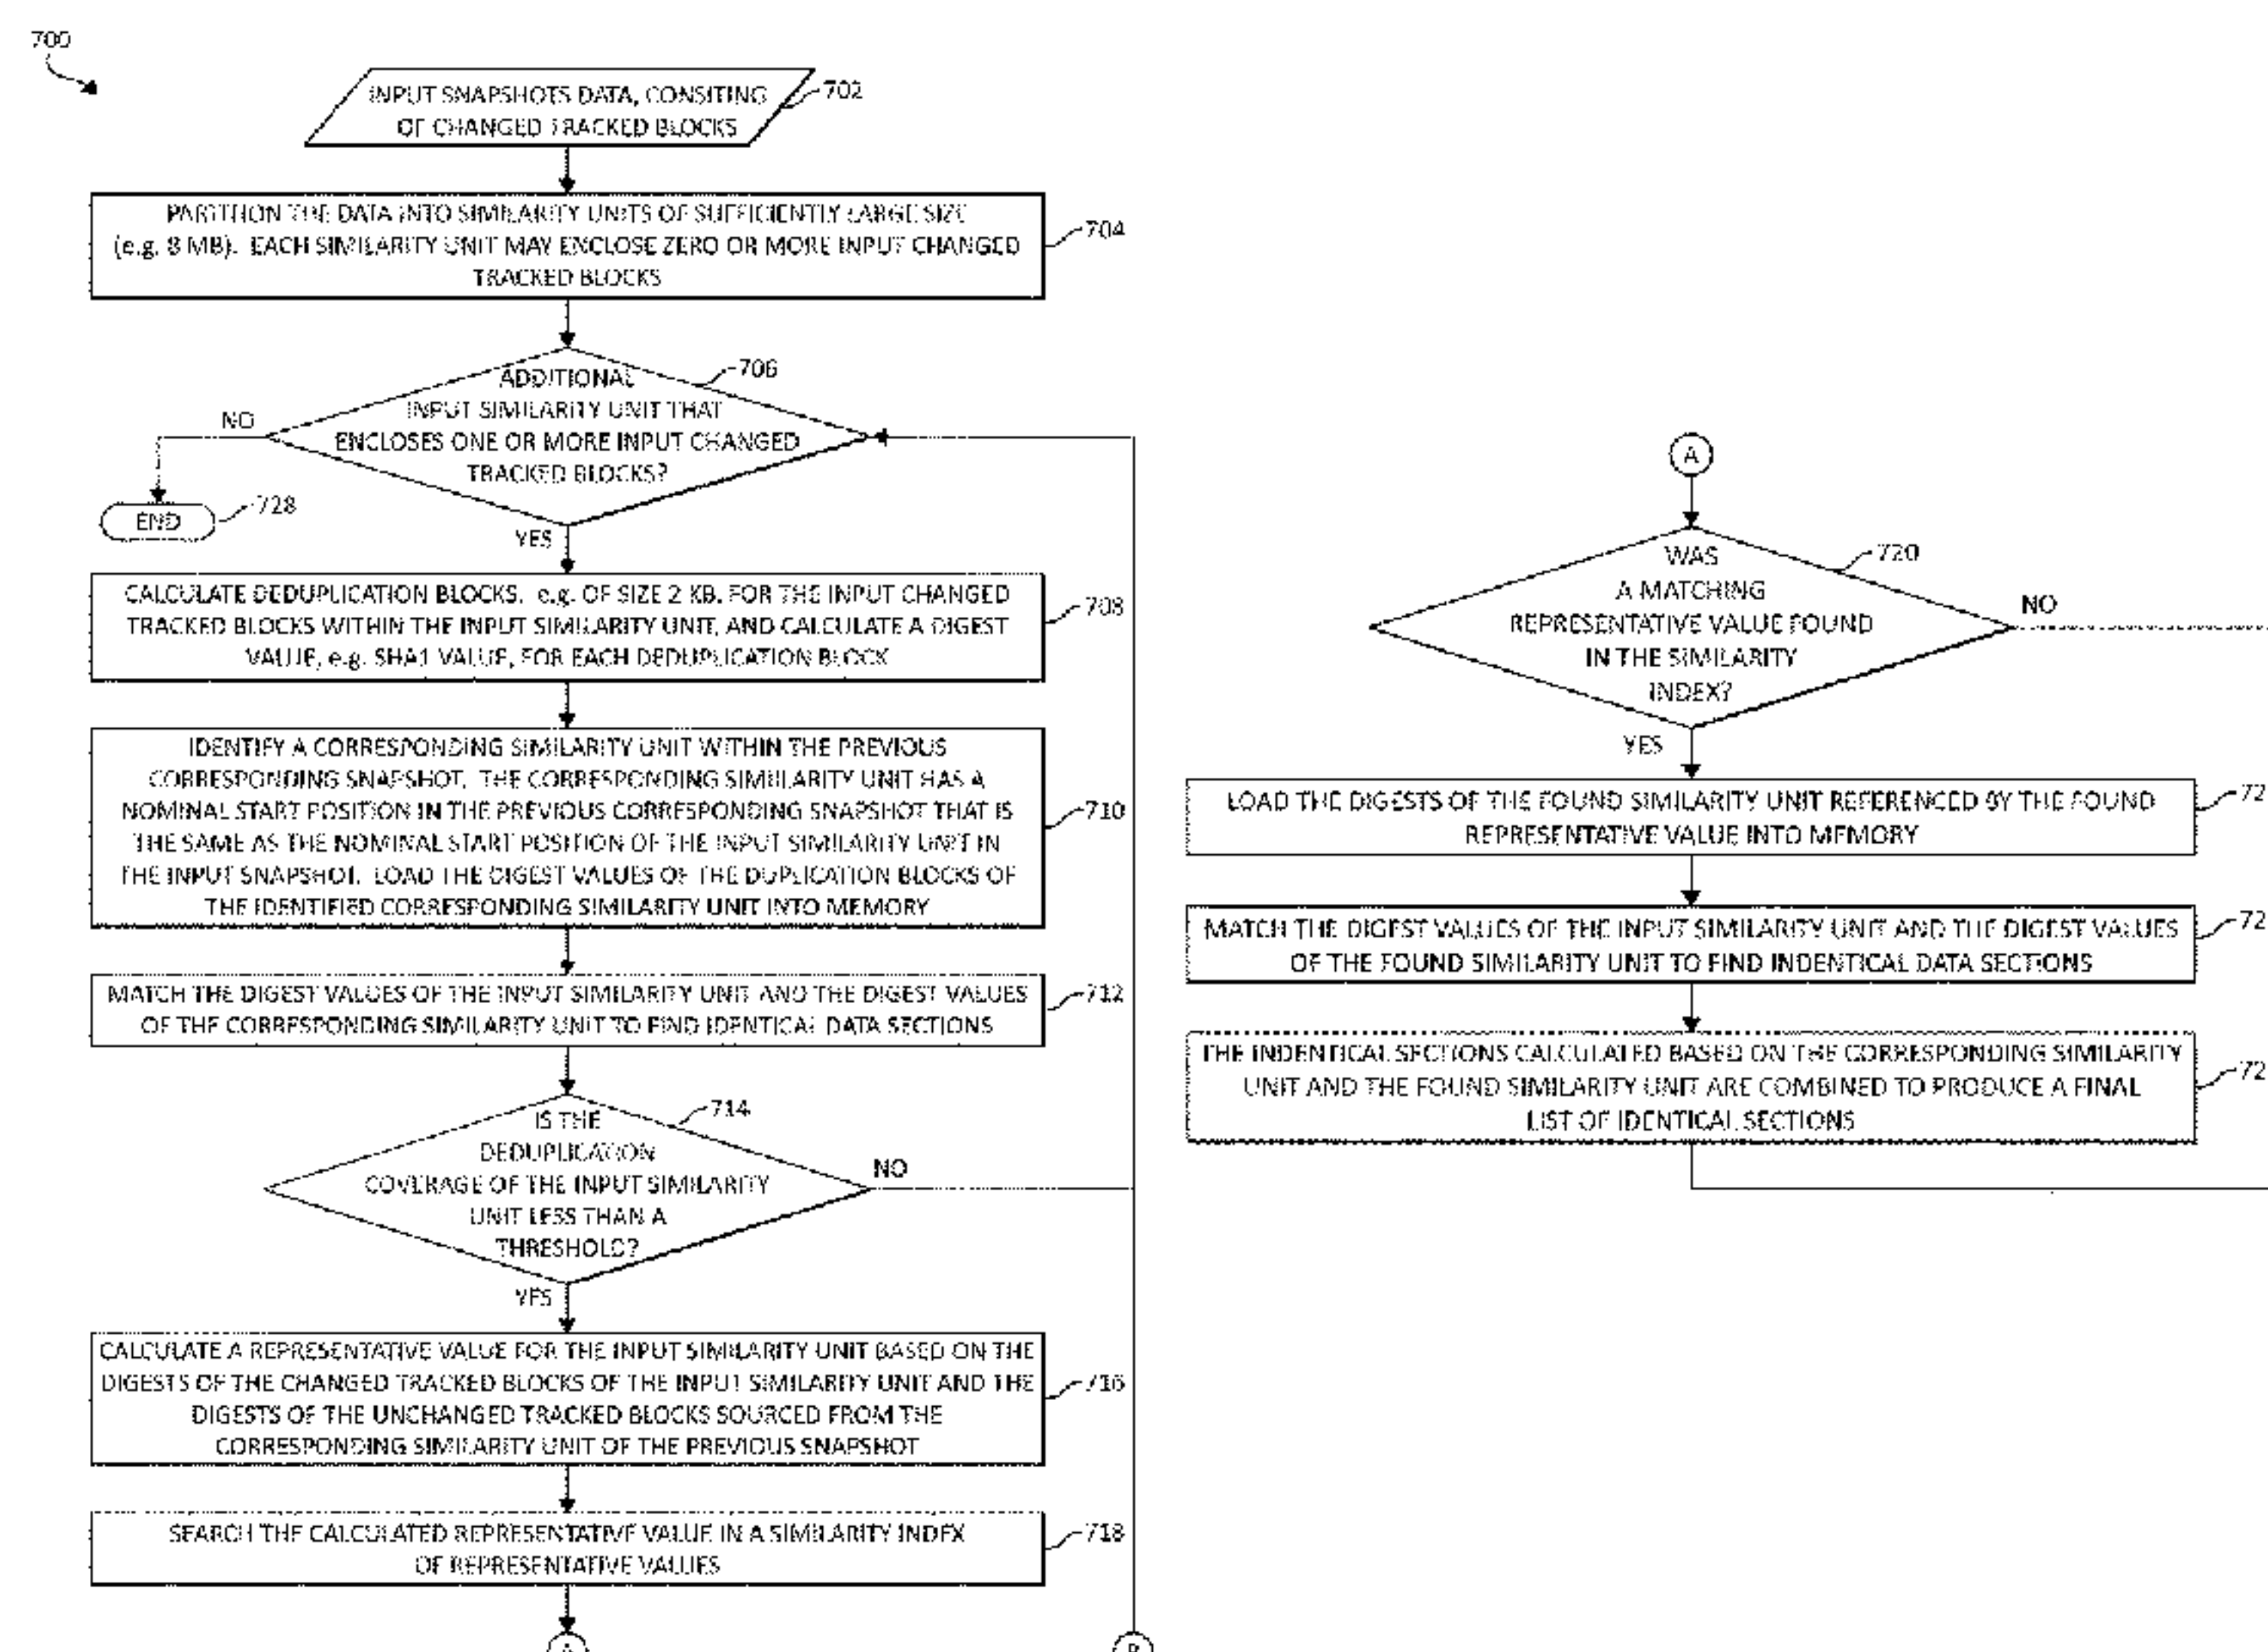 700
INPUT SNAPSHOTS DATA, CONSITING
OF CHANGED TRACKED BLOCKS
702
PARTITION THE DATA INTO SIMILARITY UNITS OF SUFFICIENTLY LARGE SIZE
(e.g. 8 MB). EACH SIMILARITY UNIT MAY ENCLOSE ZERO OR MORE INPUT CHANGED
TRACKED BLOCKS
704
ADDITIONAL
INPUT SIMILARITY UNIT THAT
ENCLOSES ONE OR MORE INPUT CHANGED
TRACKED BLOCKS?
706
NO
END
728
YES
CALCULATE DEDUPLICATION BLOCKS. e.g. OF SIZE 2 KB. FOR THE INPUT CHANGED
TRACKED BLOCKS WITHIN THE INPUT SIMILARITY UNIT, AND CALCULATE A DIGEST
VALUE, e.g. SHA1 VALUE, FOR EACH DEDUPLICATION BLOCK
708
IDENTIFY A CORRESPONDING SIMILARITY UNIT WITHIN THE PREVIOUS
CORRESPONDING SNAPSHOT. THE CORRESPONDING SIMILARITY UNIT HAS A
NOMINAL START POSITION IN THE PREVIOUS CORRESPONDING SNAPSHOT THAT IS
THE SAME AS THE NOMINAL START POSITION OF THE INPUT SIMILARITY UNIT IN
THE INPUT SNAPSHOT. LOAD THE DIGEST VALUES OF THE DUPLICATION BLOCKS OF
THE IDENTIFIED CORRESPONDING SIMILARITY UNIT INTO MEMORY
710
MATCH THE DIGEST VALUES OF THE INPUT SIMILARITY UNIT AND THE DIGEST VALUES
OF THE CORRESPONDING SIMILARITY UNIT TO FIND IDENTICAL DATA SECTIONS
712
IS THE
DEDUPLICATION
COVERAGE OF THE INPUT SIMILARITY
UNIT LESS THAN A
THRESHOLD?
714
NO
YES
CALCULATE A REPRESENTATIVE VALUE FOR THE INPUT SIMILARITY UNIT BASED ON THE
DIGESTS OF THE CHANGED TRACKED BLOCKS OF THE INPUT SIMILARITY UNIT AND THE
DIGESTS OF THE UNCHANGED TRACKED BLOCKS SOURCED FROM THE
CORRESPONDING SIMILARITY UNIT OF THE PREVIOUS SNAPSHOT
716
SEARCH THE CALCULATED REPRESENTATIVE VALUE IN A SIMILARITY INDEX
OF REPRESENTATIVE VALUES
718
A
B
A
WAS
A MATCHING
REPRESENTATIVE VALUE FOUND
IN THE SIMILARITY
INDEX?
720
NO
YES
LOAD THE DIGESTS OF THE FOUND SIMILARITY UNIT REFERENCED BY THE FOUND
REPRESENTATIVE VALUE INTO MEMORY
72
MATCH THE DIGEST VALUES OF THE INPUT SIMILARITY UNIT AND THE DIGEST VALUES
OF THE FOUND SIMILARITY UNIT TO FIND INDENTICAL DATA SECTIONS
72
THE INDENTICAL SECTIONS CALCULATED BASED ON THE CORRESPONDING SIMILARITY
UNIT AND THE FOUND SIMILARITY UNIT ARE COMBINED TO PRODUCE A FINAL
LIST OF IDENTICAL SECTIONS
72